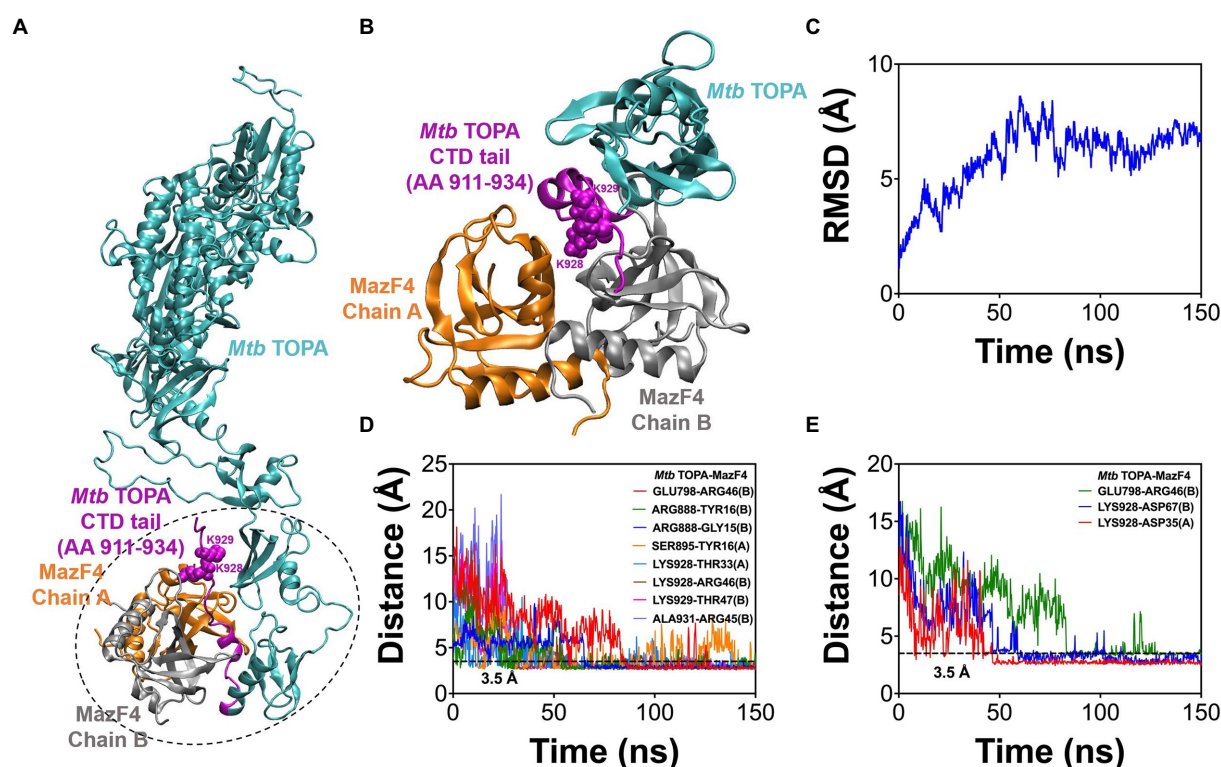 A
Mtb TOPA
Mtb TOPA
CTD tail
(AA 911-934)
K929
K928
MazF4
Chain A
MazF4
Chain B
B
Mtb TOPA
Mtb TOPA
CTD tail
(AA 911-934)
K929
K928
MazF4
Chain A
MazF4
Chain B
C
RMSD (Å)
10
5
0
0 50 100 150
Time (ns)
D
Distance (Å)
25
20
15
10
5
0
Mtb TOPA-MazF4
GLU798-ARG46(B)
ARG888-TYR16(B)
ARG888-GLY15(B)
SER895-TYR16(A)
LYS928-THR33(A)
LYS928-ARG46(B)
LYS929-THR47(B)
ALA931-ARG45(B)
3.5 Å
0 50 100 150
Time (ns)
E
Distance (Å)
20
15
10
5
0
Mtb TOPA-MazF4
GLU798-ARG46(B)
LYS928-ASP67(B)
LYS928-ASP35(A)
3.5 Å
0 50 100 150
Time (ns)